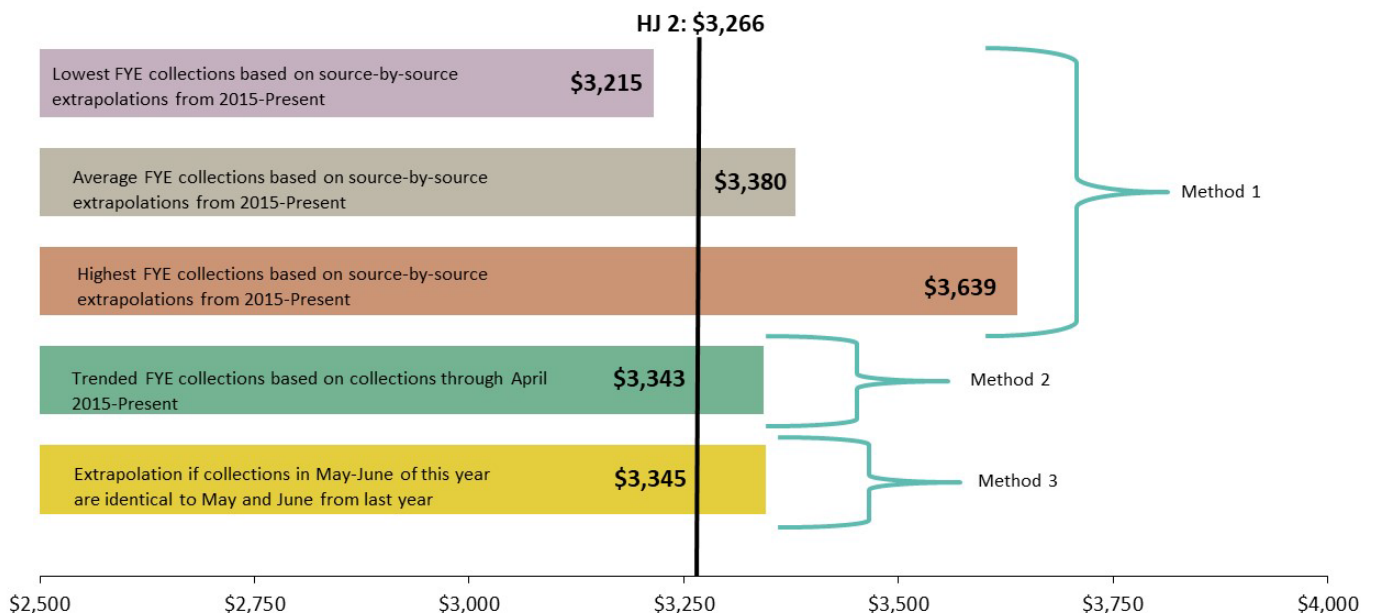 HJ 2: $3,266
Lowest FYE collections based on source-by-source
extrapolations from 2015-Present
$3,215
Average FYE collections based on source-by-source
extrapolations from 2015-Present
$3,380
Method 1
Highest FYE collections based on source-by-source
extrapolations from 2015-Present
$3,639
Trended FYE collections based on collections through April
2015-Present
$3,343
Method 2
Extrapolation if collections in May-June of this year
are identical to May and June from last year
$3,345
Method 3
$2,500
$2,750
$3,000
$3,250
$3,500
$3,750
$4,000